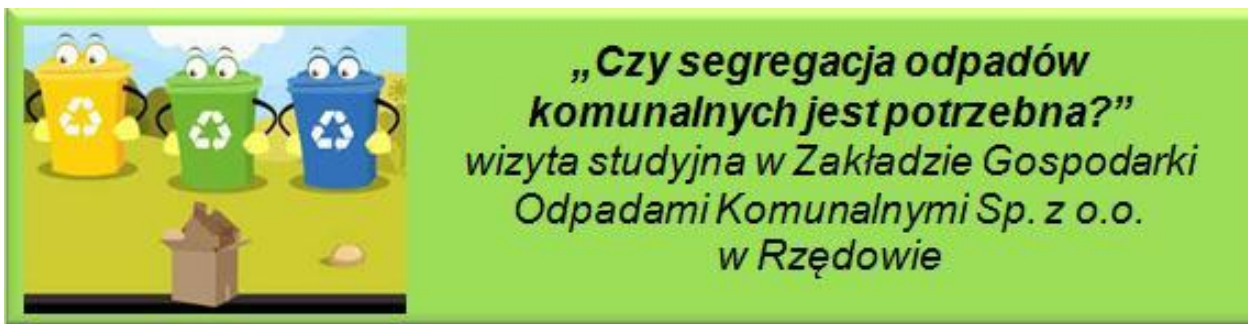 „Czy segregacja odpadów
komunalnych jest potrzebna?”
wizyta studyjna w Zakładzie Gospodarki
Odpadami Komunalnymi Sp. z o.o.
w Rzędowie